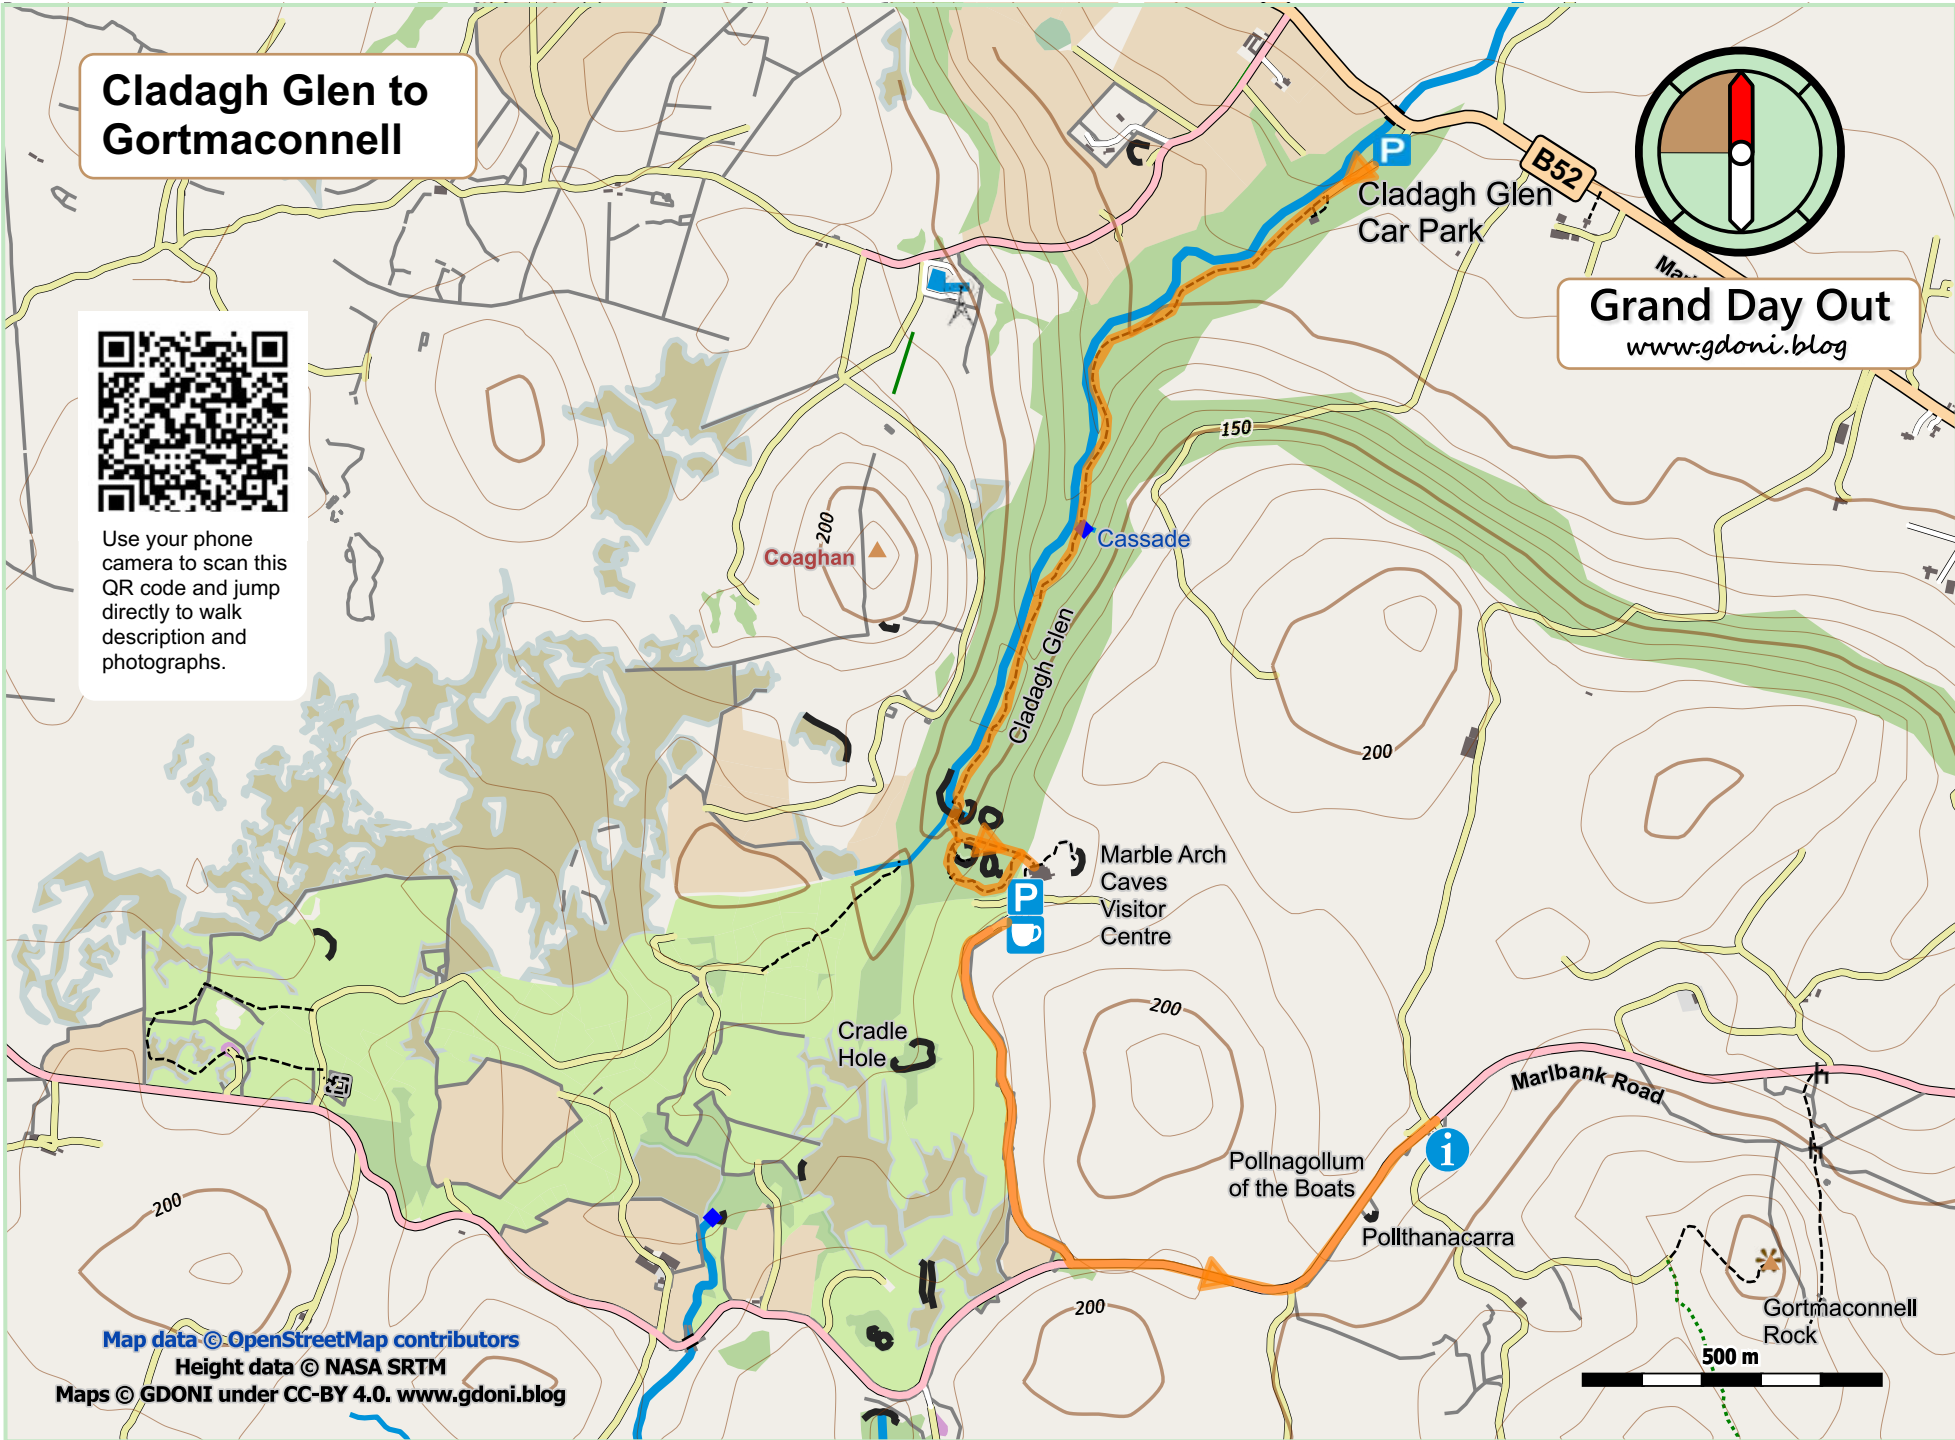 Cladagh Glen to
Gortmaconnell
P
Cladagh Glen
Car Park
B52
Grand Day Out
www.gdoni.blog
Use your phone
camera to scan this
QR code and jump
directly to walk
description and
photographs.
150
200
Coaghan
Cassade
Cladagh Glen
200
Marble Arch
Caves
Visitor
Centre
P
200
Cradle
Hole
Marlbank Road
i
Pollnagollum
of the Boats
Pollthanacarra
200
200
Gortmaconnell
Rock
500 m
Map data © OpenStreetMap contributors
Height data © NASA SRTM
Maps © GDONI under CC-BY 4.0. www.gdoni.blog